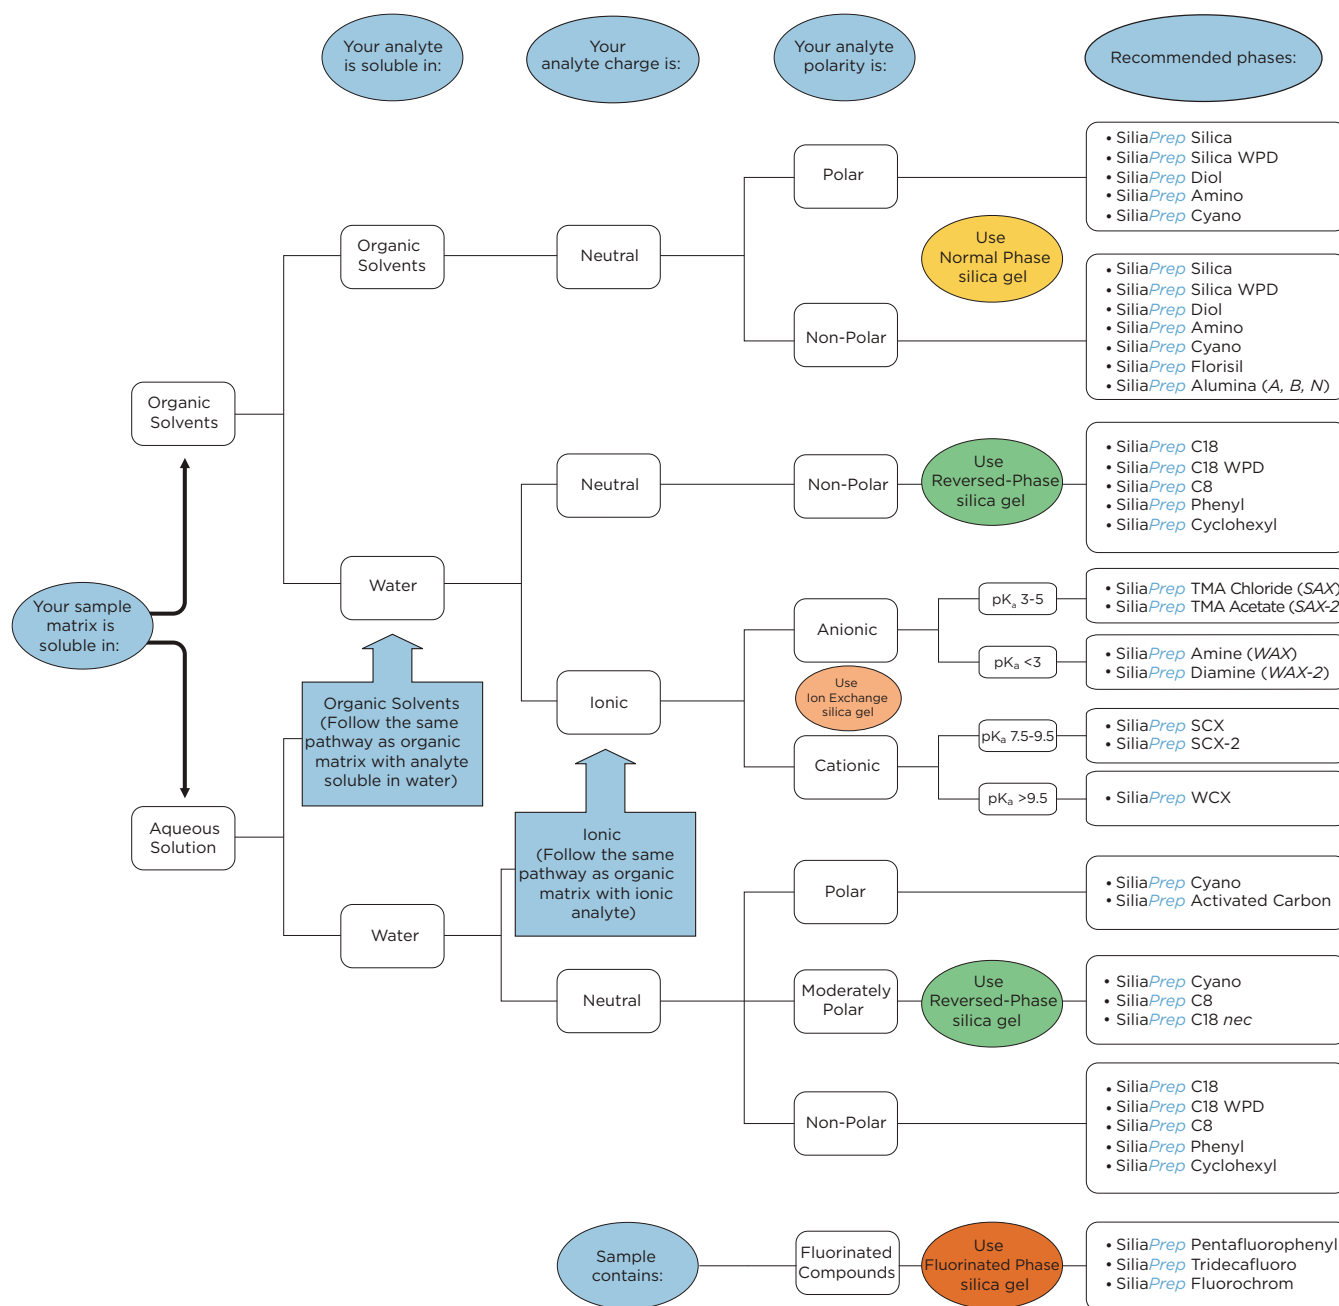 Your analyte
is soluble in:
Your
analyte charge is:
Your analyte
polarity is:
Recommended phases:
Polar
• SiliaPrep Silica
• SiliaPrep Silica WPD
• SiliaPrep Diol
• SiliaPrep Amino
• SiliaPrep Cyano
Organic
Solvents
Neutral
Use
Normal Phase
silica gel
Non-Polar
• SiliaPrep Silica
• SiliaPrep Silica WPD
• SiliaPrep Diol
• SiliaPrep Amino
• SiliaPrep Cyano
• SiliaPrep Florisil
• SiliaPrep Alumina (A, B, N)
Organic
Solvents
Neutral
Non-Polar
Use
Reversed-Phase
silica gel
• SiliaPrep C18
• SiliaPrep C18 WPD
• SiliaPrep C8
• SiliaPrep Phenyl
• SiliaPrep Cyclohexyl
Your sample
matrix is
soluble in:
Water
Anionic
pKa 3-5
• SiliaPrep TMA Chloride (SAX)
• SiliaPrep TMA Acetate (SAX-2
pKa <3
• SiliaPrep Amine (WAX)
• SiliaPrep Diamine (WAX-2)
Organic Solvents
(Follow the same
pathway as organic
matrix with analyte
soluble in water)
Ionic
Use
Ion Exchange
silica gel
Cationic
pKa 7.5-9.5
• SiliaPrep SCX
• SiliaPrep SCX-2
pKa >9.5
• SiliaPrep WCX
Aqueous
Solution
Ionic
(Follow the same
pathway as organic
matrix with ionic
analyte)
Water
Polar
• SiliaPrep Cyano
• SiliaPrep Activated Carbon
Neutral
Moderately
Polar
Use
Reversed-Phase
silica gel
• SiliaPrep Cyano
• SiliaPrep C8
• SiliaPrep C18 nec
Non-Polar
• SiliaPrep C18
• SiliaPrep C18 WPD
• SiliaPrep C8
• SiliaPrep Phenyl
• SiliaPrep Cyclohexyl
Sample
contains:
Fluorinated
Compounds
Use
Fluorinated Phase
silica gel
• SiliaPrep Pentafluorophenyl
• SiliaPrep Tridecafluoro
• SiliaPrep Fluorochrom